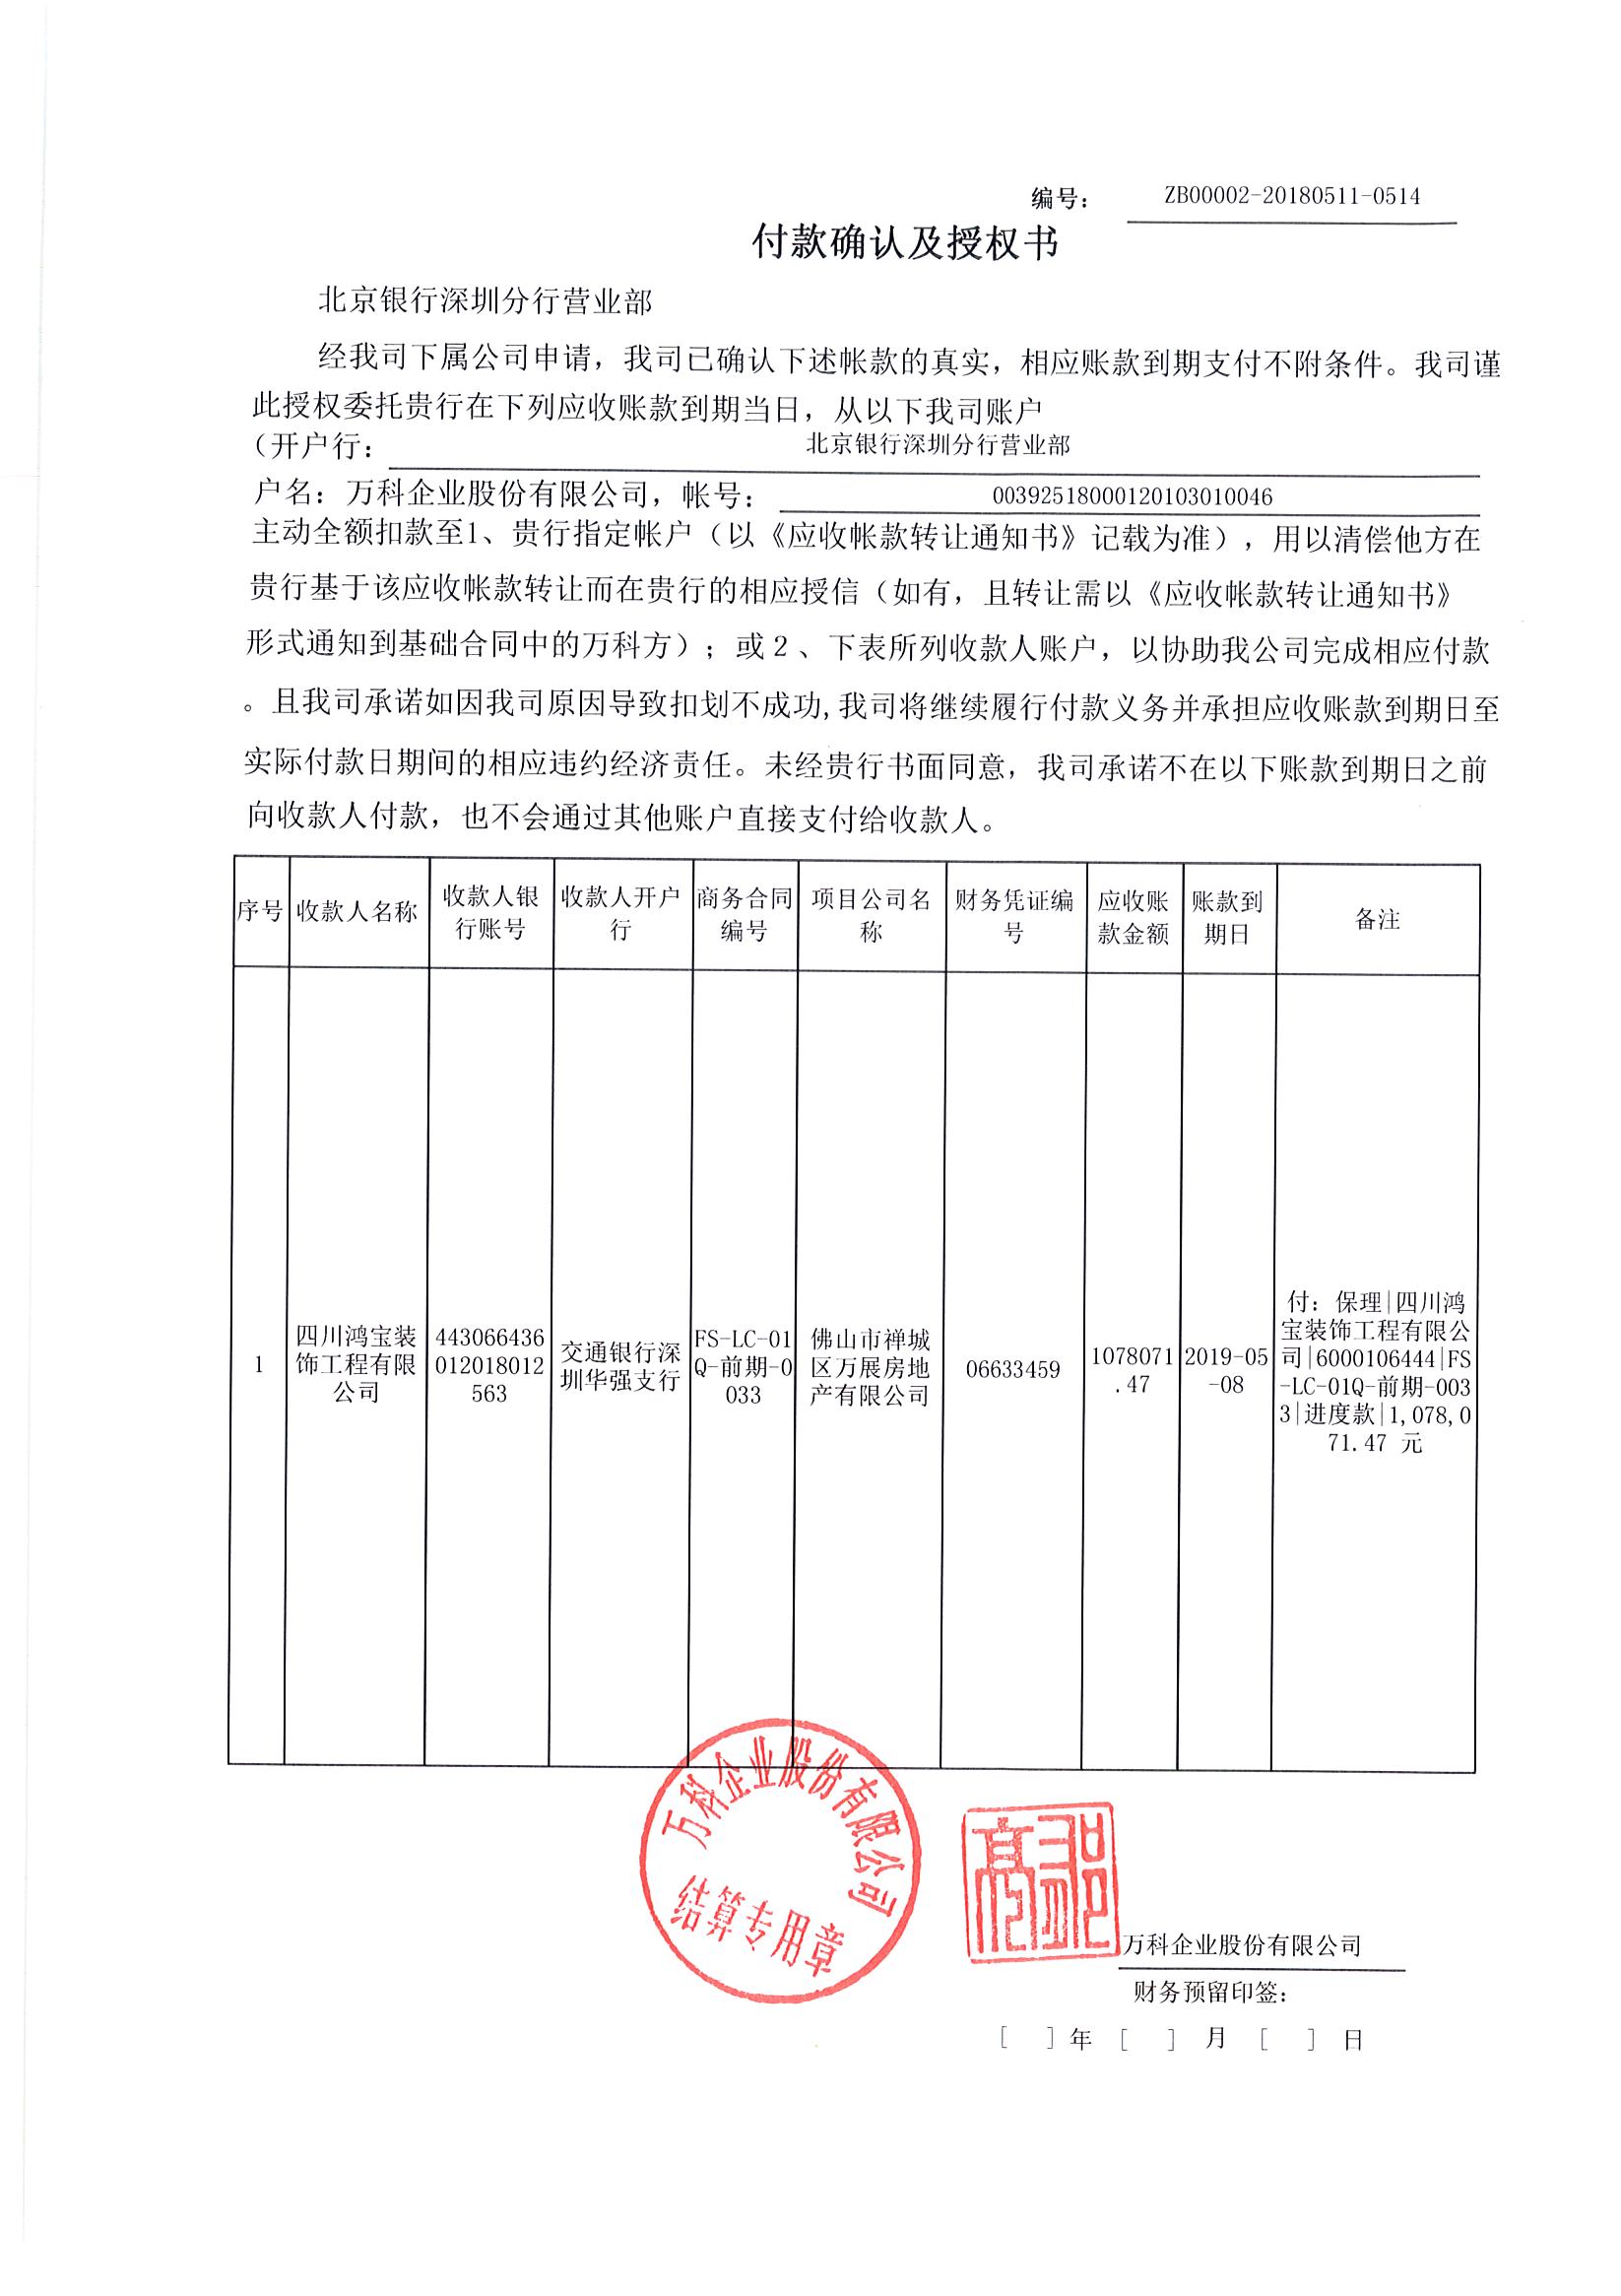 编号： ZB00002-20180511-0514
付款确认及授权书
北京银行深圳分行营业部
经我司下属公司申请，我司已确认下述帐款的真实，相应账款到期支付不附条件。我司谨
此授权委托贵行在下列应收账款到期当日，从以下我司账户
（开户行： 北京银行深圳分行营业部
户名：万科企业股份有限公司，帐号： 00392518000120103010046
主动全额扣款至1、贵行指定帐户（以《应收帐款转让通知书》记载为准），用以清偿他方在
贵行基于该应收帐款转让而在贵行的相应授信（如有，且转让需以《应收帐款转让通知书》
形式通知到基础合同中的万科方）；或2、下表所列收款人账户，以协助我公司完成相应付款
。且我司承诺如因我司原因导致扣划不成功,我司将继续履行付款义务并承担应收账款到期日至
实际付款日期间的相应违约经济责任。未经贵行书面同意，我司承诺不在以下账款到期日之前
向收款人付款，也不会通过其他账户直接支付给收款人。
序号
收款人名称
收款人银
行账号
收款人开户
行
商务合同
编号
项目公司名
称
财务凭证编
号
应收账
款金额
账款到
期日
备注
1
四川鸿宝装
饰工程有限
公司
443066436
012018012
563
交通银行深
圳华强支行
FS-LC-01
Q-前期-0
033
佛山市禅城
区万展房地
产有限公司
06633459
1078071
.47
2019-05
-08
付：保理|四川鸿
宝装饰工程有限公
司|6000106444|FS
-LC-01Q-前期-003
3|进度款|1,078,0
71.47 元
万科企业股份有限公司
结算专用章
万科企业股份有限公司
财务预留印签：
[ ]年[ ]月[ ]日